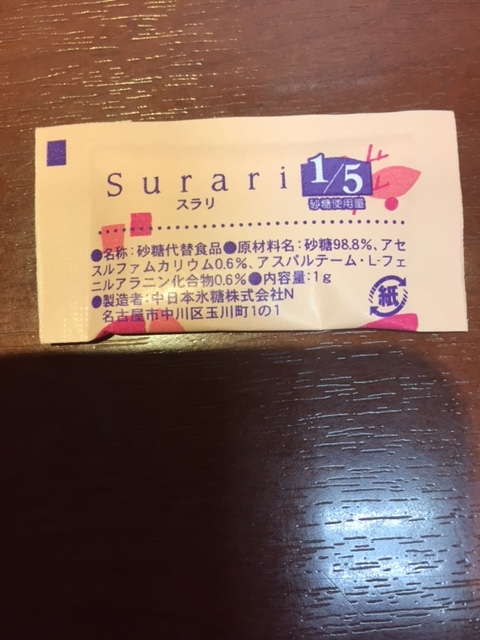 Surari
スラリ
1/5
砂糖使用量
●名称:砂糖代替食品●原材料名:砂糖98.8%、アセ
スルファムカリウム0.6%、アスパルテーム・L-フェ
ニルアラニン化合物0.6%●内容量:1g
●製造者:中日本氷糖株式会社N
名古屋市中川区玉川町1の1
紙